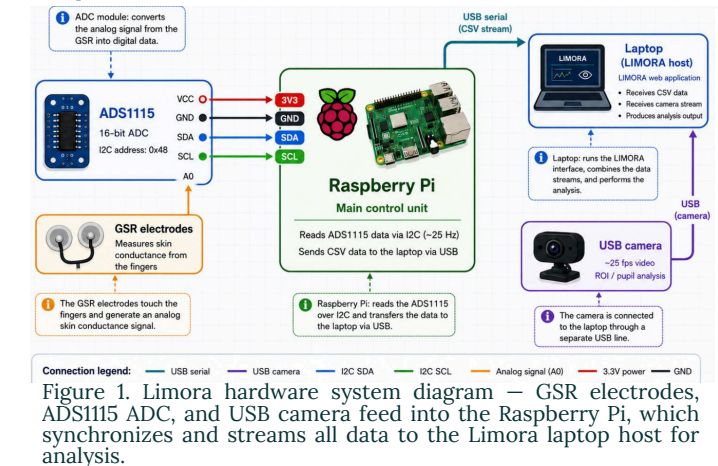 ADC module: converts
the analog signal from the
GSR into digital data.
USB serial
(CSV stream)
LIMORA
Laptop
(LIMORA host)
LIMORA web application
• Receives CSV data
• Receives camera stream
• Produces analysis output
ADS1115
16-bit ADC
I2C address: 0x48
VCC
GND
SDA
SCL
A0
3V3
GND
SDA
SCL
Raspberry Pi
Main control unit
Reads ADS1115 data via I2C (~25 Hz)
Sends CSV data to the laptop via USB
Laptop: runs the LIMORA
interface, combines the data
streams, and performs the
analysis.
USB
(camera)
GSR electrodes
Measures skin
conductance from
the fingers
USB camera
~25 fps video
ROI / pupil analysis
The GSR electrodes touch the
fingers and generate an analog
skin conductance signal.
Raspberry Pi: reads the ADS1115
over I2C and transfers the data to
the laptop via USB.
The camera is connected
to the laptop through a
separate USB line.
Connection legend: USB serial USB camera I2C SDA I2C SCL Analog signal (A0) 3.3V power GND
Figure 1. Limora hardware system diagram — GSR electrodes,
ADS1115 ADC, and USB camera feed into the Raspberry Pi, which
synchronizes and streams all data to the Limora laptop host for
analysis.